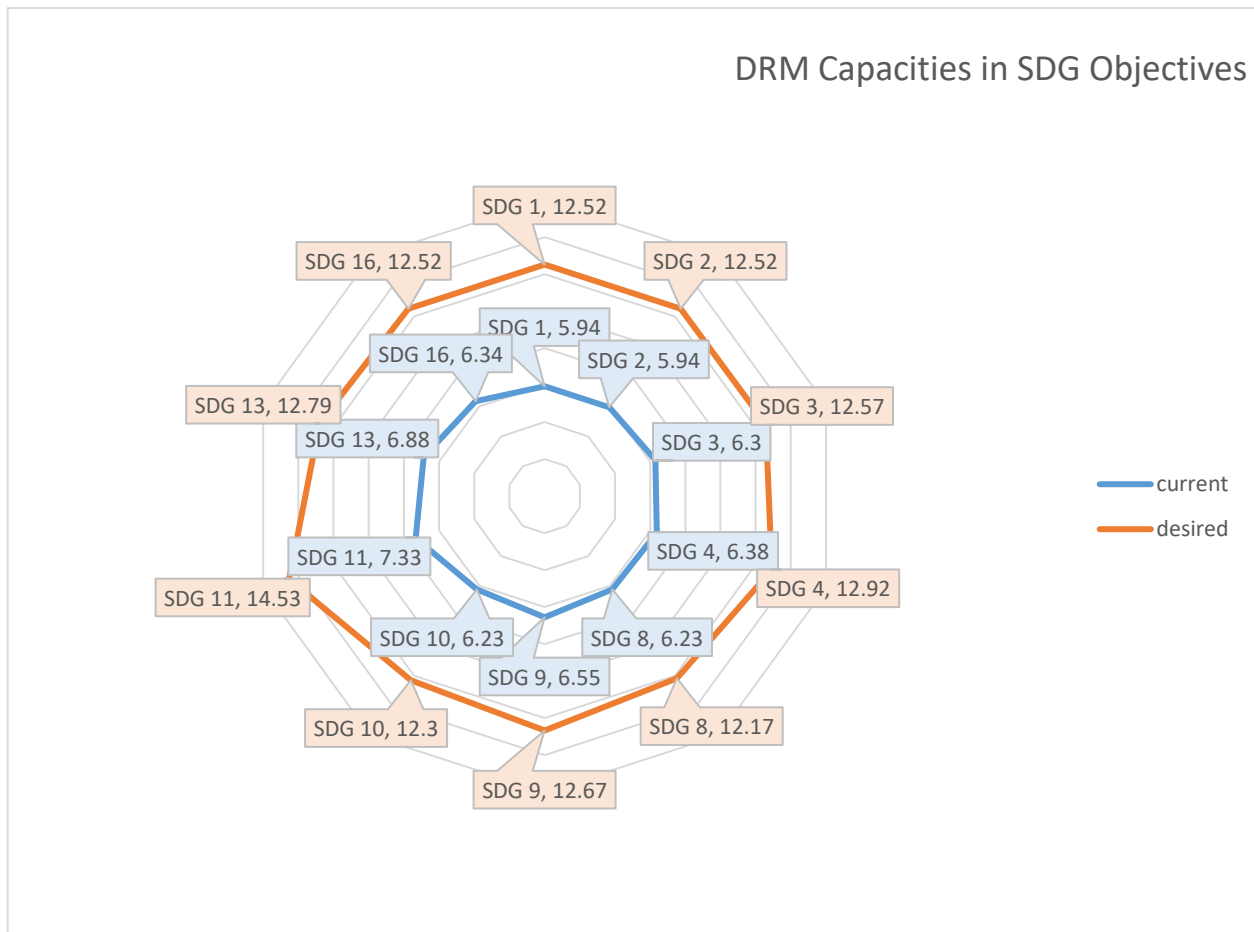 DRM Capacities in SDG Objectives
SDG 1, 12.52
SDG 16, 12.52
SDG 2, 12.52
SDG 1, 5.94
SDG 16, 6.34
SDG 2, 5.94
SDG 13, 12.79
SDG 3, 12.57
SDG 13, 6.88
SDG 3, 6.3
current
desired
SDG 11, 7.33
SDG 4, 6.38
SDG 11, 14.53
SDG 4, 12.92
SDG 10, 6.23
SDG 8, 6.23
SDG 9, 6.55
SDG 10, 12.3
SDG 8, 12.17
SDG 9, 12.67